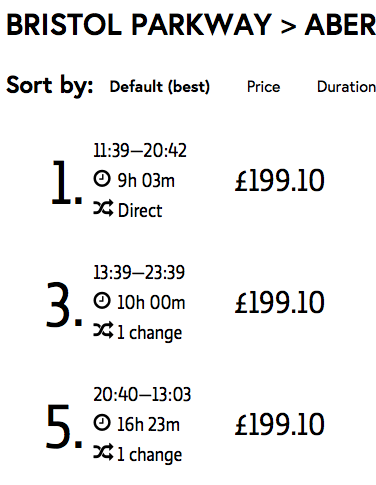 BRISTOL PARKWAY > ABER
Sort by: Default (best) Price Duration
11:39—20:42
1. 9h 03m £199.10
Direct
13:39—23:39
3. 10h 00m £199.10
1 change
20:40—13:03
5. 16h 23m £199.10
1 change